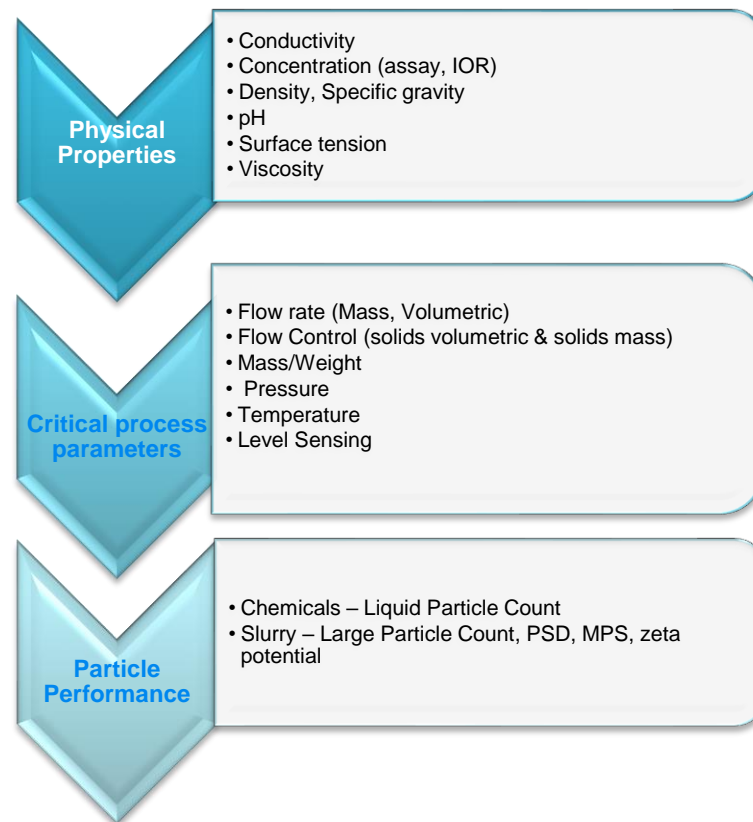 Physical
Properties
• Conductivity
• Concentration (assay, IOR)
• Density, Specific gravity
• pH
• Surface tension
• Viscosity
Critical process
parameters
• Flow rate (Mass, Volumetric)
• Flow Control (solids volumetric & solids mass)
• Mass/Weight
• Pressure
• Temperature
• Level Sensing
Particle
Performance
• Chemicals – Liquid Particle Count
• Slurry – Large Particle Count, PSD, MPS, zeta
potential